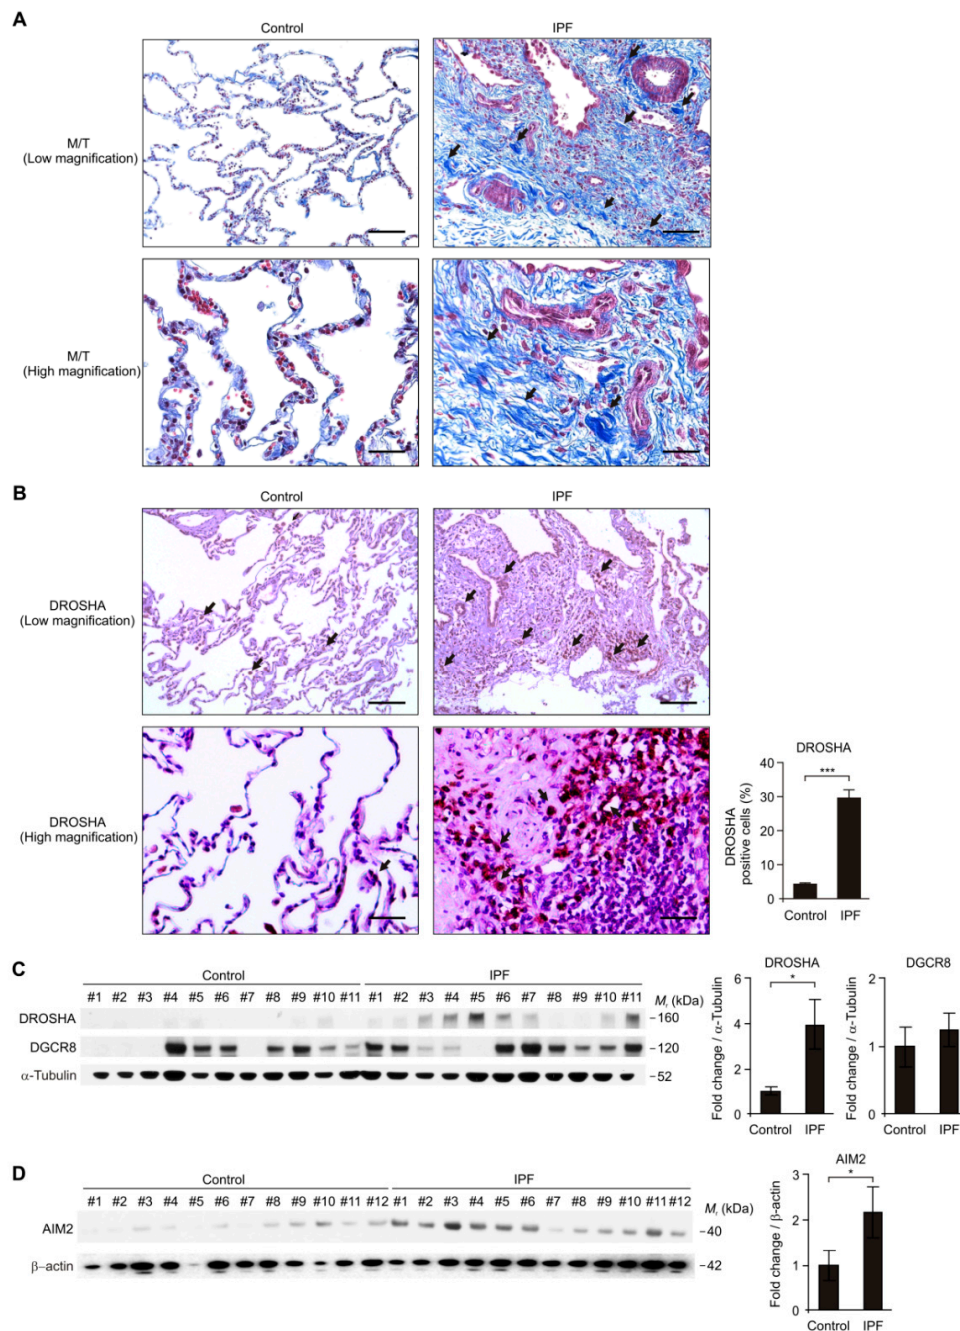 A
Control
IPF
M/T
(Low magnification)
M/T
(High magnification)
B
Control
IPF
DROSHA
(Low magnification)
DROSHA
(High magnification)
DROSHA
DROSHA
positive cells (%)
40
30
20
10
0
***
Control
IPF
C
Control
IPF
#1 #2 #3 #4 #5 #6 #7 #8 #9 #10 #11 #1 #2 #3 #4 #5 #6 #7 #8 #9 #10 #11
Mr (kDa)
DROSHA
-160
DGCR8
-120
α-Tubulin
-52
DROSHA
Fold change / α-Tubulin
6
4
2
0
*
Control
IPF
DGCR8
Fold change / α-Tubulin
2
1
0
Control
IPF
D
Control
IPF
#1 #2 #3 #4 #5 #6 #7 #8 #9 #10 #11 #12 #1 #2 #3 #4 #5 #6 #7 #8 #9 #10 #11 #12
Mr (kDa)
AIM2
-40
β-actin
-42
AIM2
Fold change / β-actin
3
2
1
0
*
Control
IPF